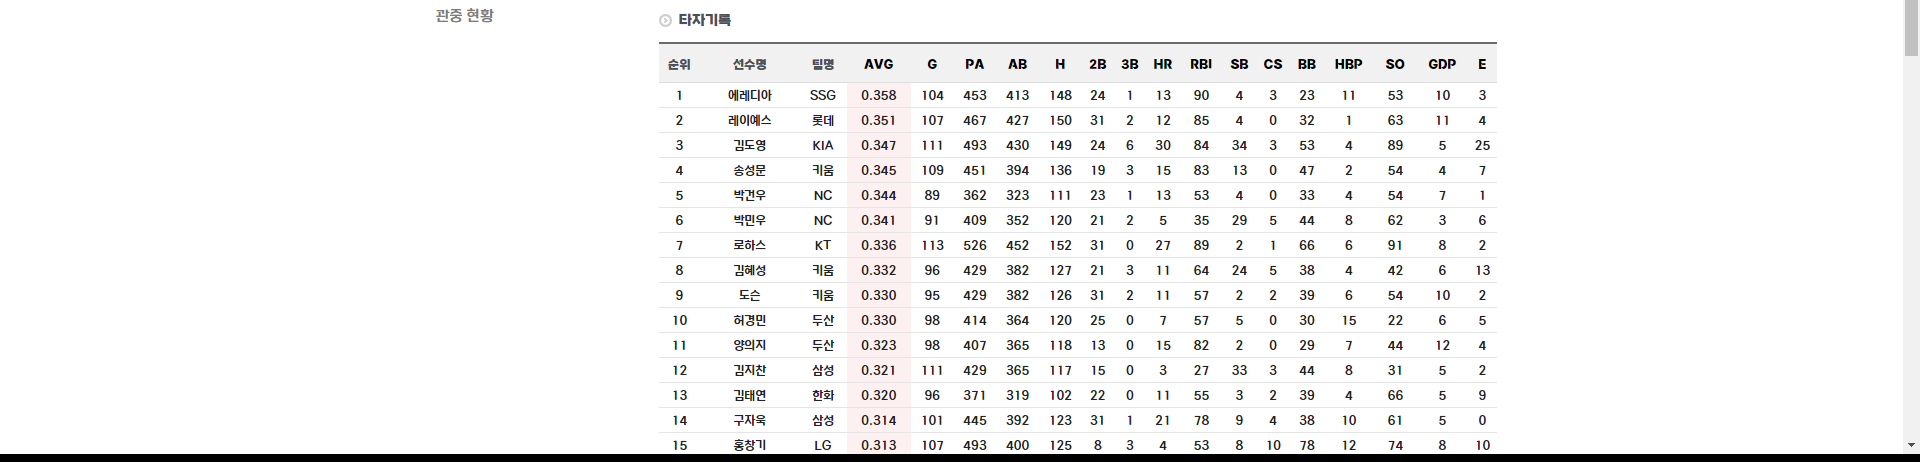 관중 현황
타자기록
순위 선수명 팀명 AVG G PA AB H 2B 3B HR RBI SB CS BB HBP SO GDP E
1 에레디아 SSG 0.358 104 453 413 148 24 1 13 90 4 3 23 11 53 10 3
2 레이예스 롯데 0.351 107 467 427 150 31 2 12 85 4 0 32 1 63 11 4
3 김도영 KIA 0.347 111 493 430 149 24 6 30 84 34 3 53 4 89 5 25
4 송성문 키움 0.345 109 451 394 136 19 3 15 83 13 0 47 2 54 4 7
5 박건우 NC 0.344 89 362 323 111 23 1 13 53 4 0 33 4 54 7 1
6 박민우 NC 0.341 91 409 352 120 21 2 5 35 29 5 44 8 62 3 6
7 로하스 KT 0.336 113 526 452 152 31 0 27 89 2 1 66 6 91 8 2
8 김혜성 키움 0.332 96 429 382 127 21 3 11 64 24 5 38 4 42 6 13
9 도슨 키움 0.330 95 429 382 126 31 2 11 57 2 2 39 6 54 10 2
10 허경민 두산 0.330 98 414 364 120 25 0 7 57 5 0 30 15 22 6 5
11 양의지 두산 0.323 98 407 365 118 13 0 15 82 2 0 29 7 44 12 4
12 김지찬 삼성 0.321 111 429 365 117 15 0 3 27 33 3 44 8 31 5 2
13 김태연 한화 0.320 96 371 319 102 22 0 11 55 3 2 39 4 66 5 9
14 구자욱 삼성 0.314 101 445 392 123 31 1 21 78 9 4 38 10 61 5 0
15 홍창기 LG 0.313 107 493 400 125 8 3 4 53 8 10 78 12 74 8 10